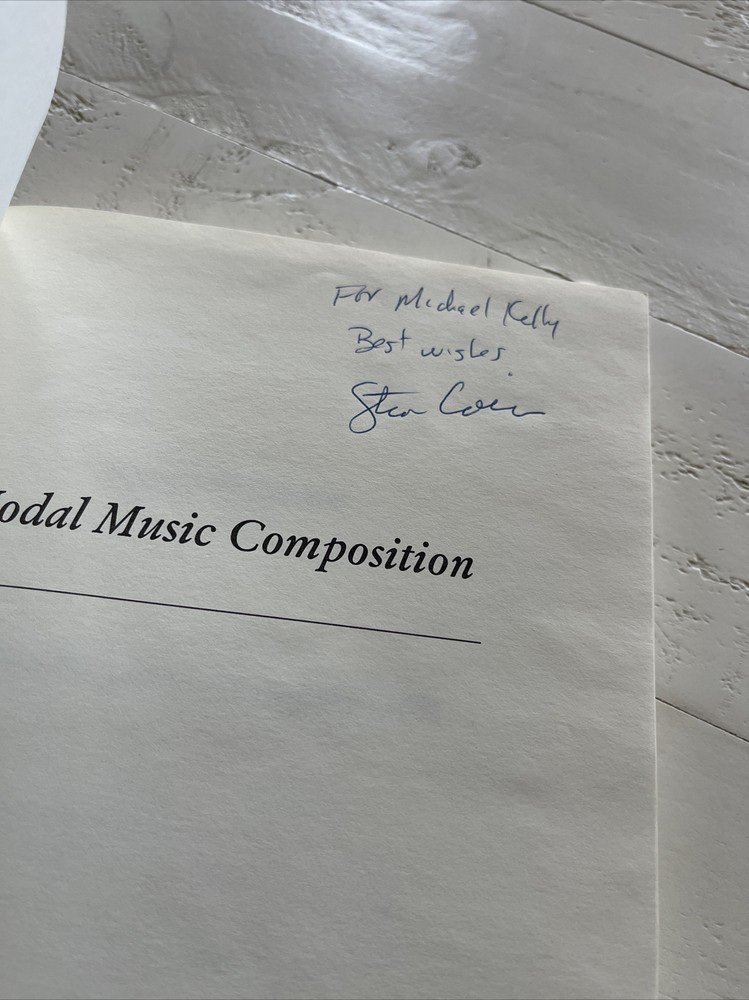 For Michael Kelly
Best wishes
odal Music Composition